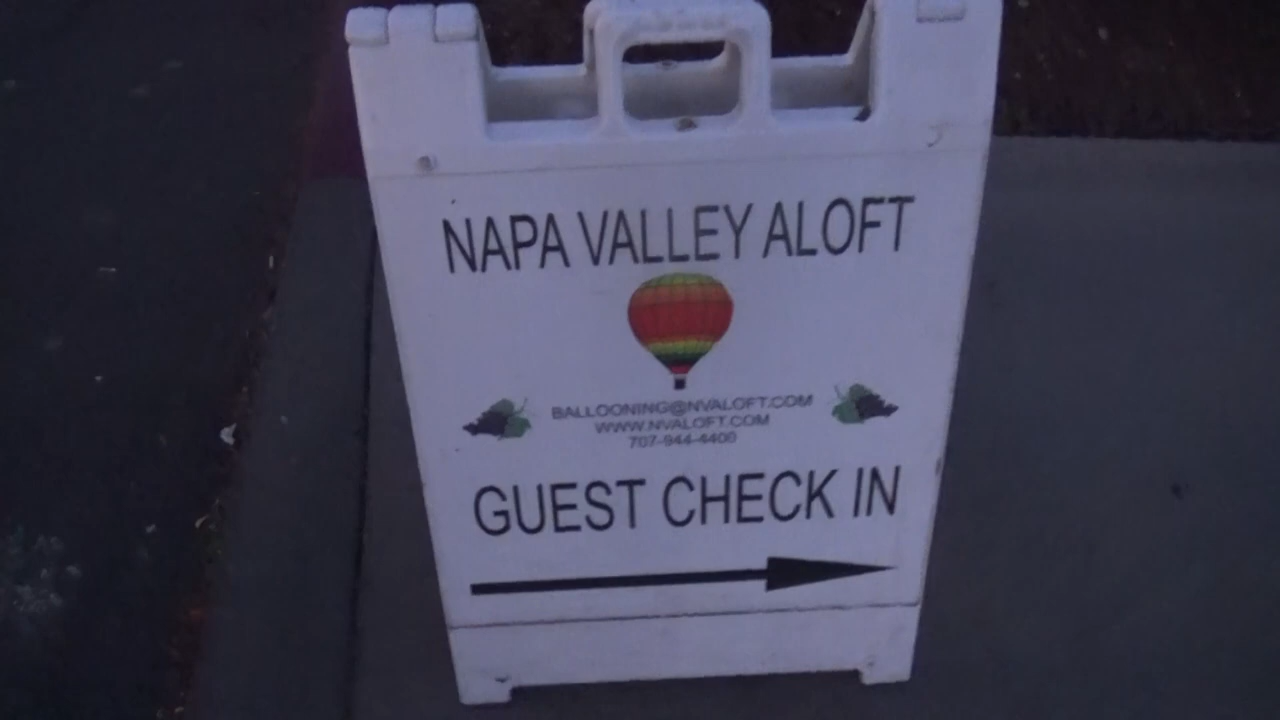 NAPA VALLEY ALOFT
BALLOONING@NVALOFT.COM
WWW.NVALOFT.COM
707-944-4400
GUEST CHECK IN